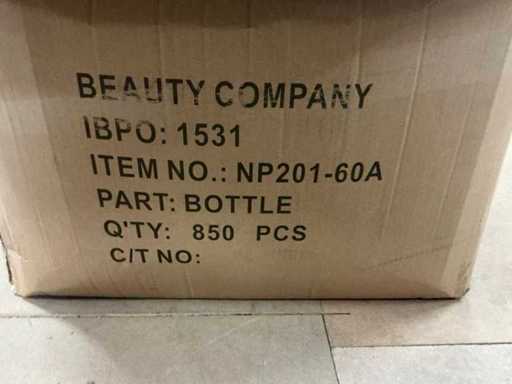 BEAUTY COMPANY
IBPO: 1531
ITEM NO.: NP201-60A
PART: BOTTLE
Q'TY: 850 PCS
C/T NO: